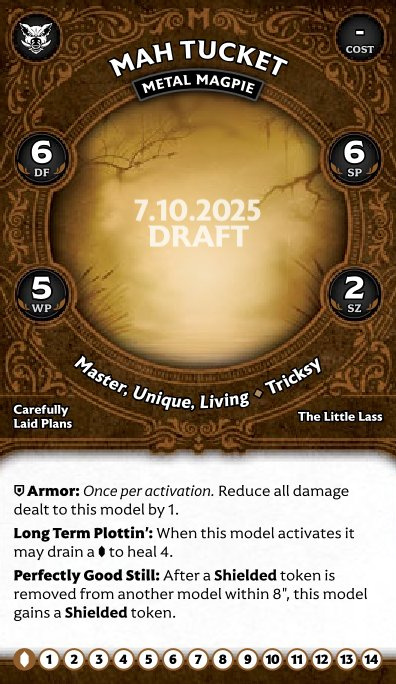 -
COST
MAH TUCKET
METAL MAGPIE
6
DF
6
SP
7.10.2025
DRAFT
5
WP
2
SZ
Master, Unique, Living ♦ Tricksy
Carefully
Laid Plans
The Little Lass
Armor: Once per activation. Reduce all damage
dealt to this model by 1.
Long Term Plottin': When this model activates it
may drain a to heal 4.
Perfectly Good Still: After a Shielded token is
removed from another model within 8", this model
gains a Shielded token.
1 2 3 4 5 6 7 8 9 10 11 12 13 14